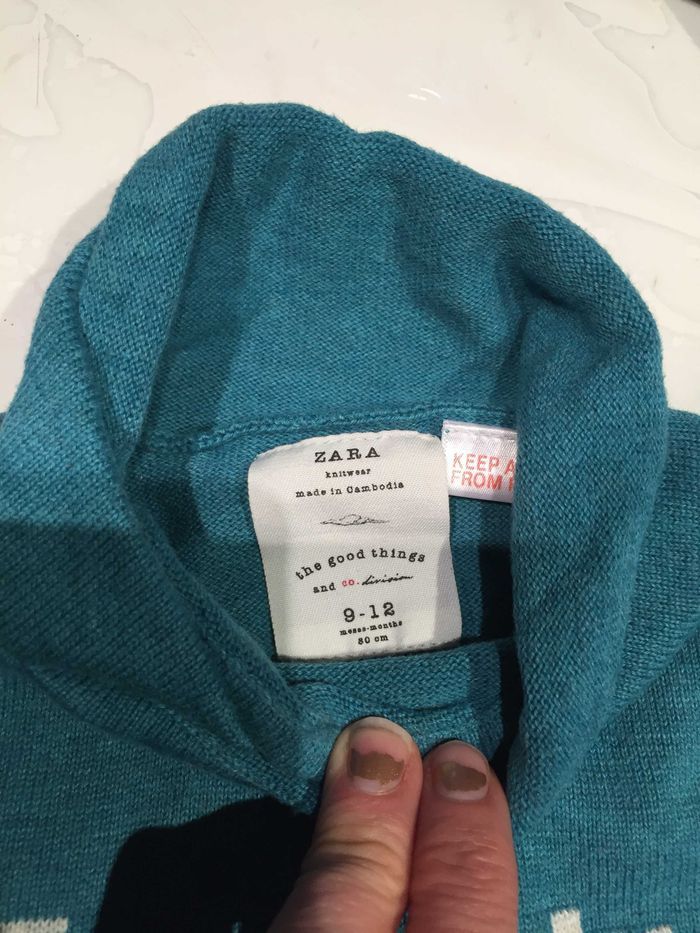 ZARA
knitwear
made in Cambodia
the good things
and co. division
9-12
meses-months
80 cm
KEEP A
FROM